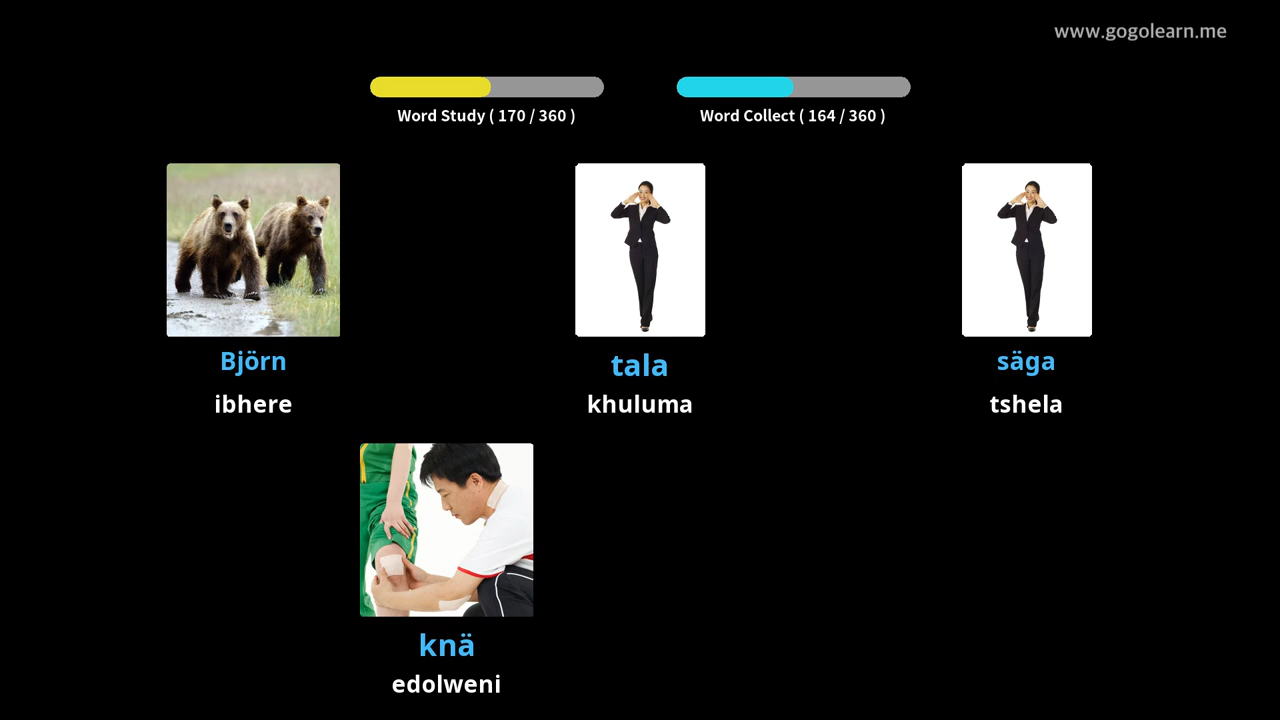 www.gogolearn.me
Word Study ( 170 / 360 )
Word Collect ( 164 / 360 )
Björn
tala
säga
ibhere
khuluma
tshela
knä
edolweni